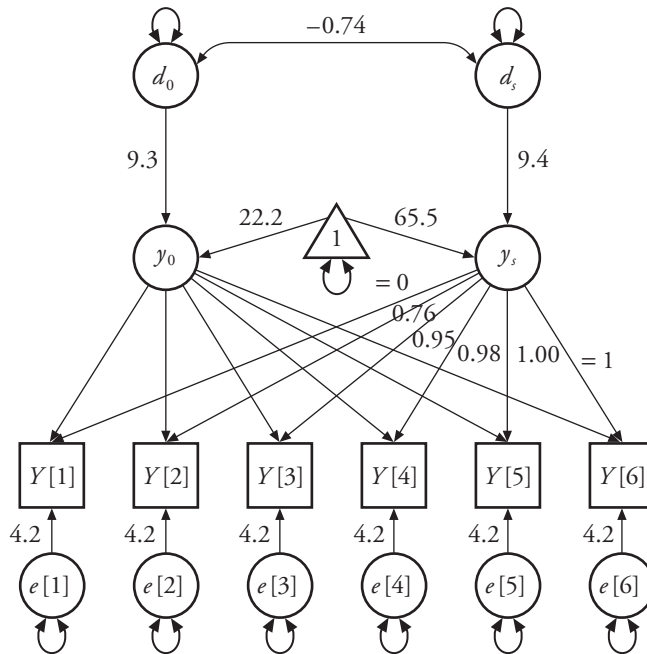 −0.74
d₀ dₛ
9.3 9.4
22.2 1 65.5
y₀ yₛ
= 0
0.76
0.95 0.98 1.00 = 1
Y[1] Y[2] Y[3] Y[4] Y[5] Y[6]
4.2 4.2 4.2 4.2 4.2 4.2
e[1] e[2] e[3] e[4] e[5] e[6]